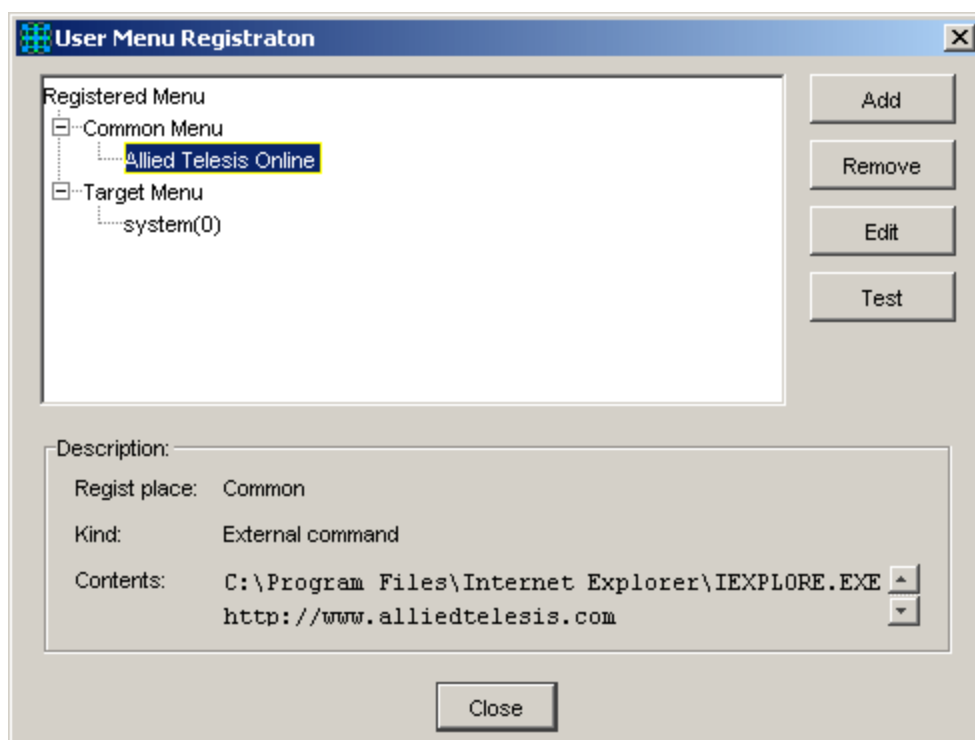 User Menu Registraton
Registered Menu
Common Menu
Allied Telesis Online
Target Menu
system(0)
Add
Remove
Edit
Test
Description:
Regist place: Common
Kind: External command
Contents: C:\Program Files\Internet Explorer\IEXPLORE.EXE
http://www.alliedtelesis.com
Close